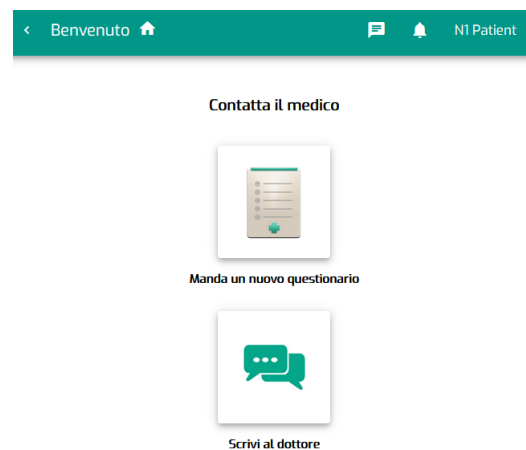 Benvenuto
N1 Patient
Contatta il medico
Manda un nuovo questionario
Scrivi al dottore